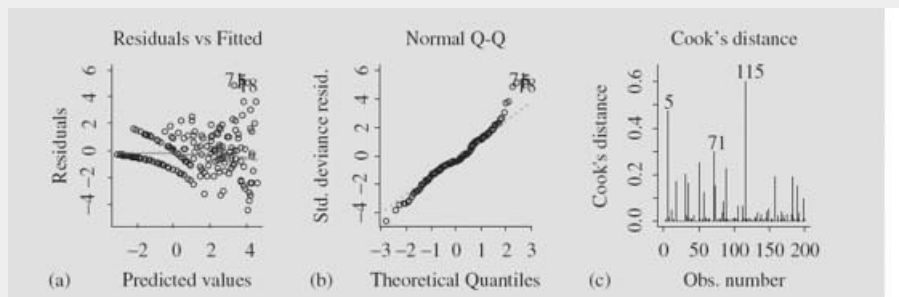 Residuals vs Fitted
Residuals
6
4
2
0
−2
−4
−2 0 2 4
(a) Predicted values
Normal Q-Q
Std. deviance resid.
6
4
2
0
−2
−4
−3 −2 −1 0 1 2 3
(b) Theoretical Quantiles
Cook's distance
Cook's distance
0.6
0.4
0.2
0.0
115
5
71
0 50 100 150 200
(c) Obs. number